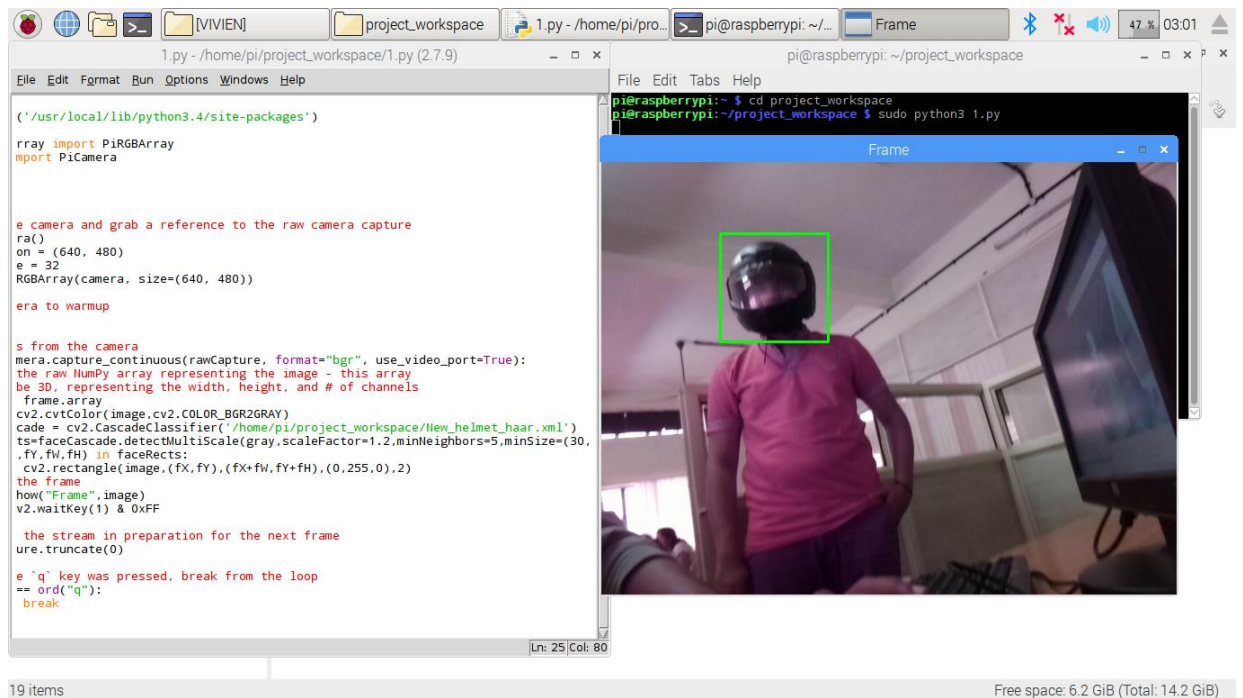 [VIVIEN] project_workspace 1.py - /home/pi/pro... pi@raspberrypi: ~/... Frame 47 % 03:01
1.py - /home/pi/project_workspace/1.py (2.7.9)
File Edit Format Run Options Windows Help
('/usr/local/lib/python3.4/site-packages')
rray import PiRGBArray
mport PiCamera
e camera and grab a reference to the raw camera capture
ra()
on = (640, 480)
e = 32
RGBArray(camera, size=(640, 480))
era to warmup
s from the camera
mera.capture_continuous(rawCapture, format="bgr", use_video_port=True):
the raw NumPy array representing the image - this array
be 3D, representing the width, height, and # of channels
frame.array
cv2.cvtColor(image,cv2.COLOR_BGR2GRAY)
cade = cv2.CascadeClassifier('/home/pi/project_workspace/New_helmet_haar.xml')
ts=faceCascade.detectMultiScale(gray,scaleFactor=1.2,minNeighbors=5,minSize=(30,
,fY,fW,fH) in faceRects:
cv2.rectangle(image,(fX,fY),(fX+fW,fY+fH),(0,255,0),2)
the frame
how("Frame",image)
v2.waitKey(1) & 0xFF
the stream in preparation for the next frame
ure.truncate(0)
e `q` key was pressed, break from the loop
== ord("q"):
break
Ln: 25 Col: 80
pi@raspberrypi: ~/project_workspace
File Edit Tabs Help
pi@raspberrypi:~ $ cd project_workspace
pi@raspberrypi:~/project_workspace $ sudo python3 1.py
Frame
19 items
Free space: 6.2 GiB (Total: 14.2 GiB)